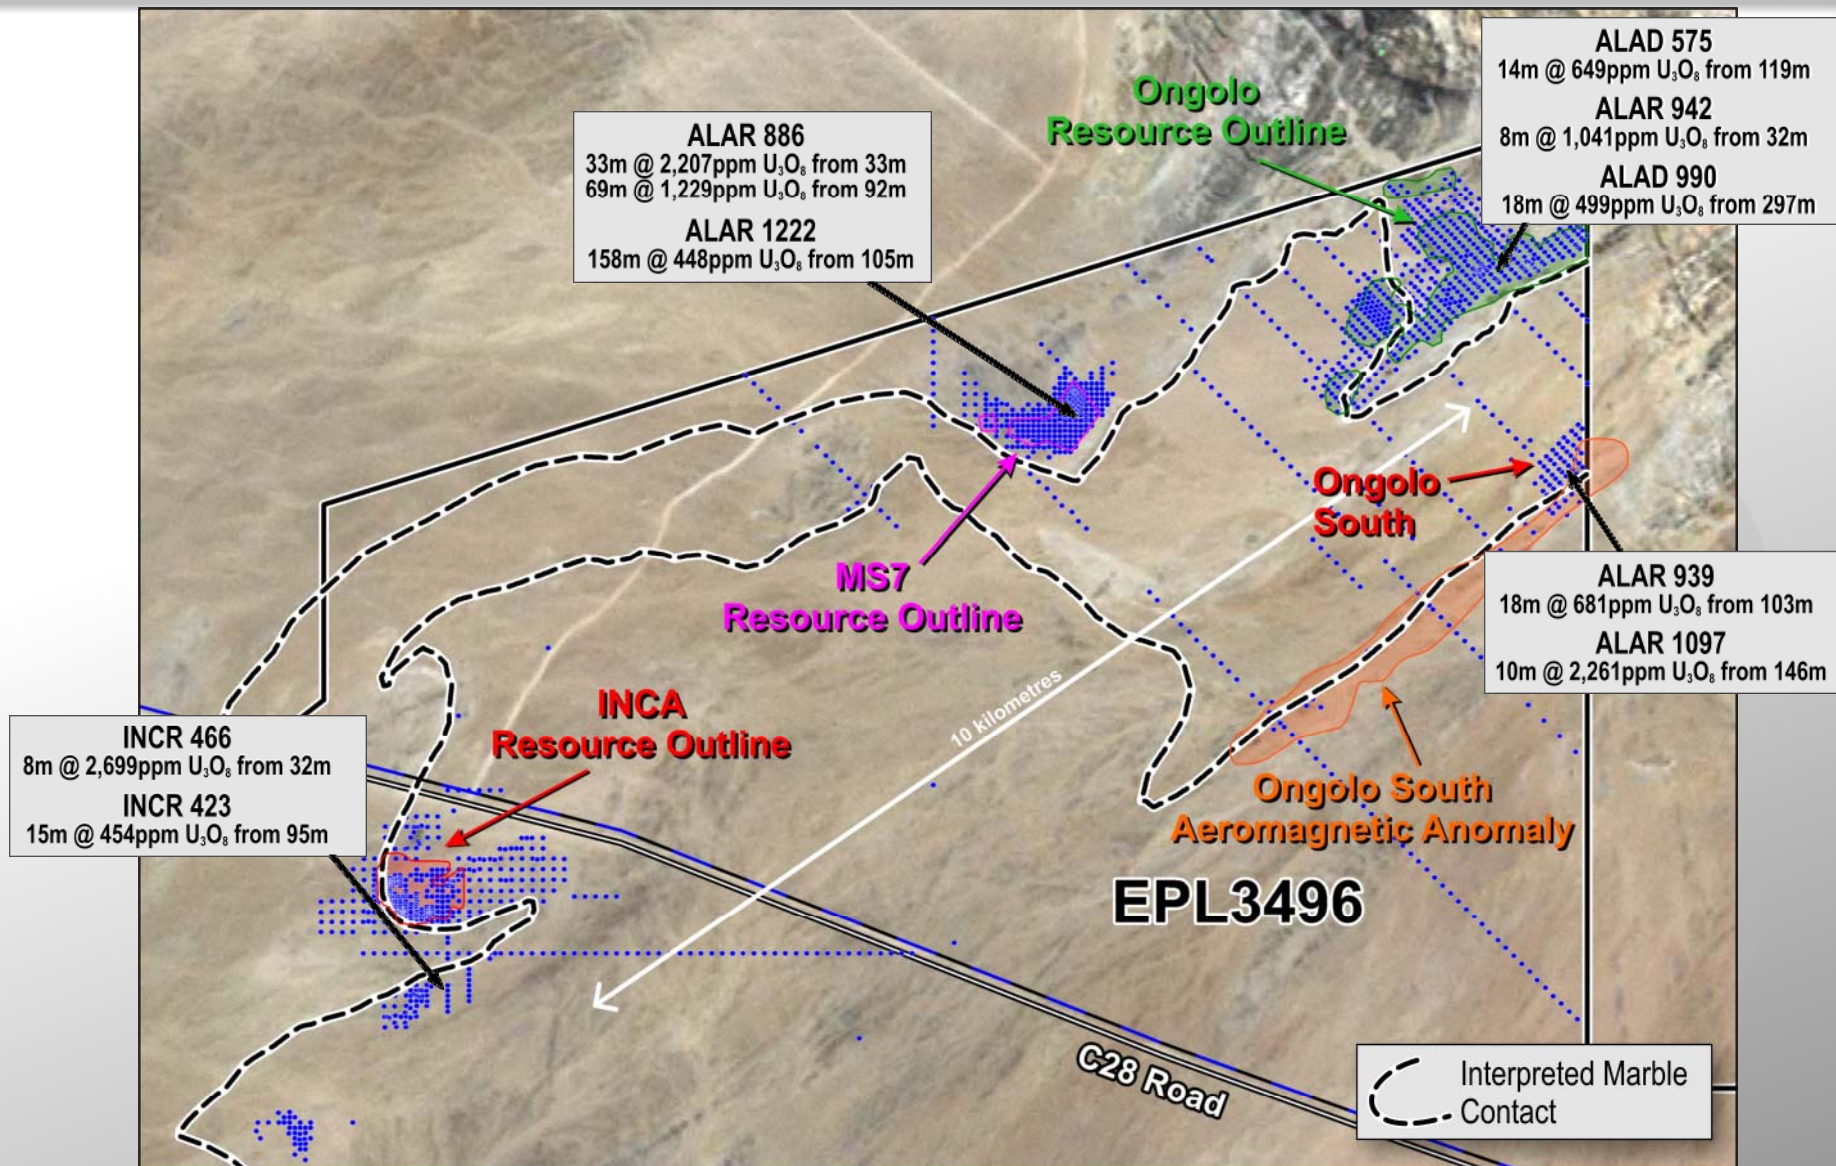 ALAD 575
14m @ 649ppm U₃O₈ from 119m
ALAR 942
8m @ 1,041ppm U₃O₈ from 32m
ALAD 990
18m @ 499ppm U₃O₈ from 297m
Ongolo
Resource Outline
ALAR 886
33m @ 2,207ppm U₃O₈ from 33m
69m @ 1,229ppm U₃O₈ from 92m
ALAR 1222
158m @ 448ppm U₃O₈ from 105m
Ongolo
South
MS7
Resource Outline
ALAR 939
18m @ 681ppm U₃O₈ from 103m
ALAR 1097
10m @ 2,261ppm U₃O₈ from 146m
10 kilometres
INCA
Resource Outline
INCR 466
8m @ 2,699ppm U₃O₈ from 32m
INCR 423
15m @ 454ppm U₃O₈ from 95m
Ongolo South
Aeromagnetic Anomaly
EPL3496
C28 Road
Interpreted Marble
Contact